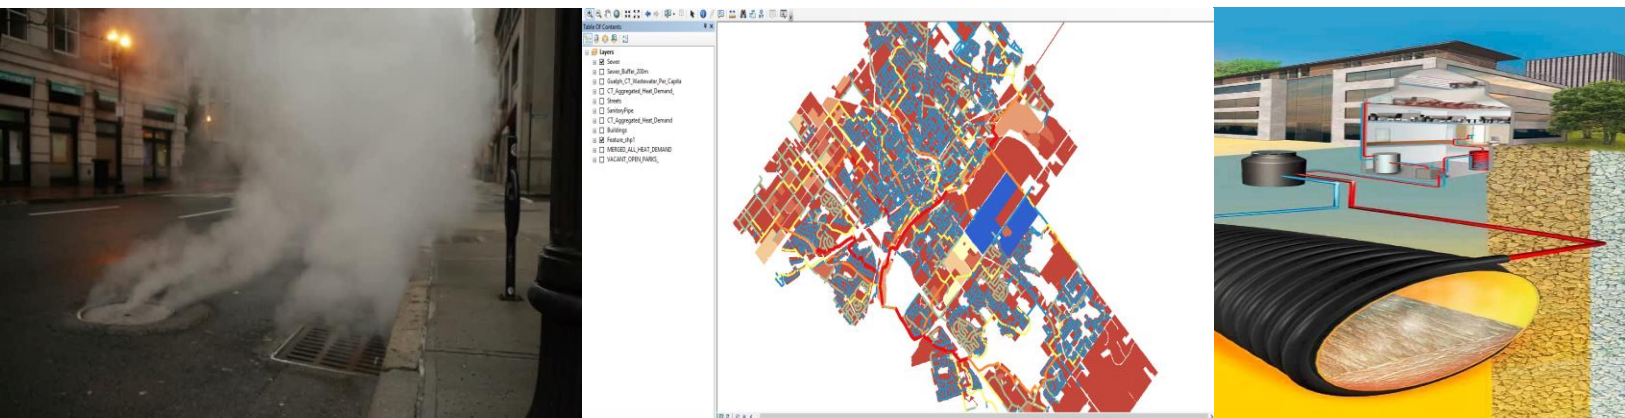 Table Of Contents
Layers
Sewer
Sewer_Buffer_200m
Guelph_CT_Wastewater_Per_Capita
CT_Aggregated_Heat_Demand_
Streets
SanitaryPipe
CT_Aggregated_Heat_Demand
Buildings
Feature_shp1
MERGED_ALL_HEAT_DEMAND
VACANT_OPEN_PARKS_